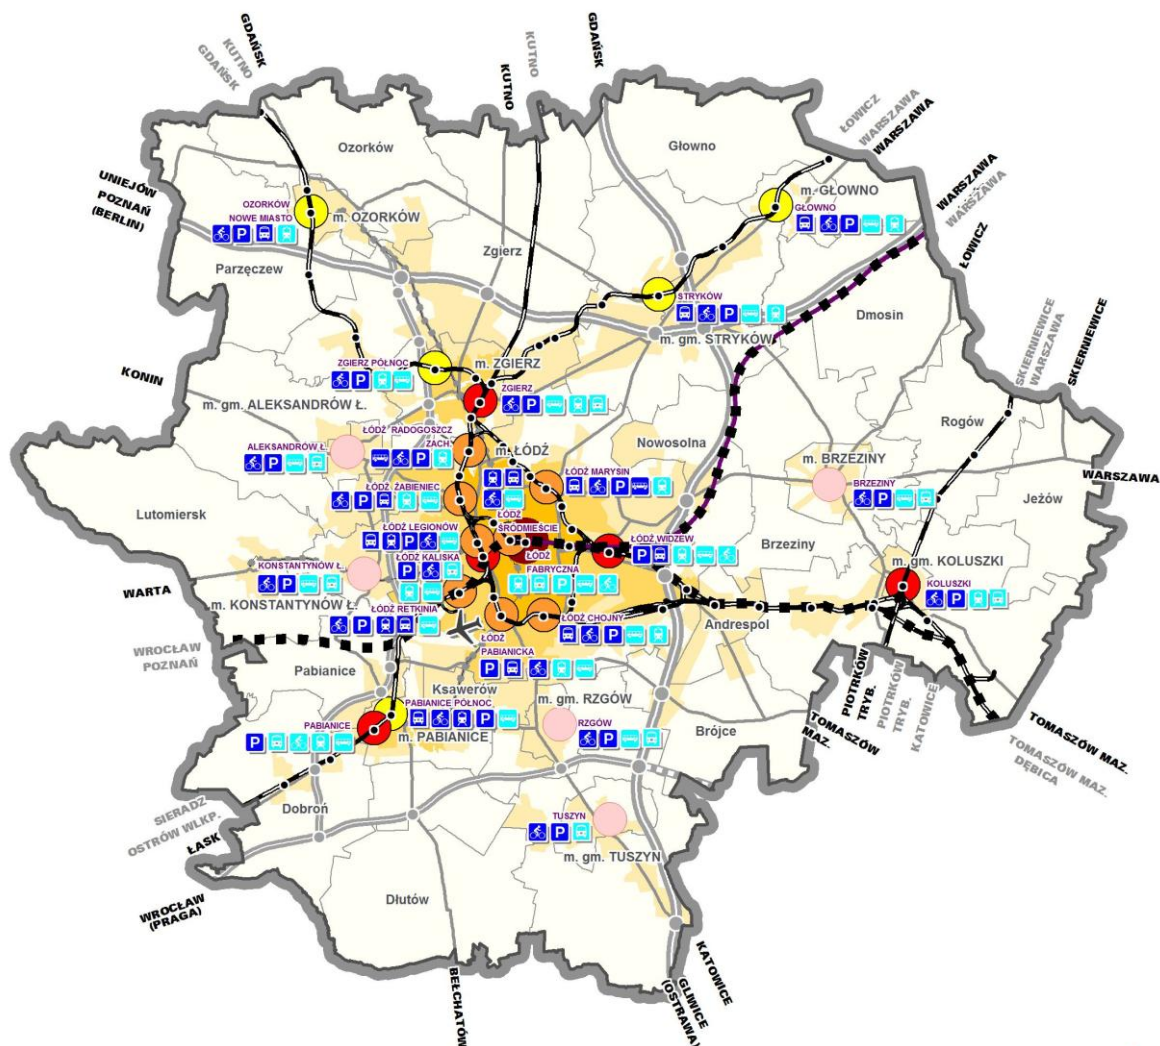 GDAŃSK
KUTNO
GDAŃSK
KUTNO
KUTNO
GDAŃSK
ŁOWICZ
WARSZAWA
WARSZAWA
WARSZAWA
WARSZAWA
ŁOWICZ
SKIERNIEWICE
WARSZAWA
SKIERNIEWICE
WARSZAWA
UNIEJÓW
POZNAŃ
(BERLIN)
KONIN
WARTA
WROCŁAW
POZNAŃ
SIERADZ
OSTRÓW WLKP.
ŁASK
WROCŁAW
(PRAGA)
BEŁCHATÓW
KATOWICE
GLIWICE
(OSTRAWA)
TOMASZÓW
MAZ.
PIOTRKÓW
TRYB.
PIOTRKÓW
TRYB.
KATOWICE
TOMASZÓW MAZ.
TOMASZÓW MAZ.
DĘBICA
Ozorków
Głowno
m. GŁOWNO
GŁOWNO
P
OZORKÓW
NOWE MIASTO
P
m. OZORKÓW
Zgierz
Parzęczew
STRYKÓW
P
m. gm. STRYKÓW
Dmosin
ZGIERZ PÓŁNOC
P
m. ZGIERZ
ZGIERZ
P
m. gm. ALEKSANDRÓW Ł.
ALEKSANDRÓW Ł.
P
ŁÓDŹ RADOGOSZCZ
ZACH.
P
m. ŁÓDŹ
Nowosolna
Rogów
m. BRZEZINY
BRZEZINY
P
Jeżów
ŁÓDŹ MARYSIN
P
ŁÓDŹ ŻABIENIEC
P
Lutomiersk
ŁÓDŹ
ŚRÓDMIEŚCIE
ŁÓDŹ LEGIONÓW
P
ŁÓDŹ WIDZEW
P
Brzeziny
ŁÓDŹ KALISKA
P
ŁÓDŹ
FABRYCZNA
P
KONSTANTYNÓW Ł.
P
m. KONSTANTYNÓW Ł.
m. gm. KOLUSZKI
KOLUSZKI
P
ŁÓDŹ RETKINIA
P
ŁÓDŹ CHOJNY
P
Andrespol
ŁÓDŹ
PABIANICKA
P
Pabianice
Ksawerów
m. gm. RZGÓW
RZGÓW
P
PABIANICE PÓŁNOC
P
PABIANICE
P
m. PABIANICE
Brójce
Dobroń
TUSZYN
P
m. gm. TUSZYN
Dłutów